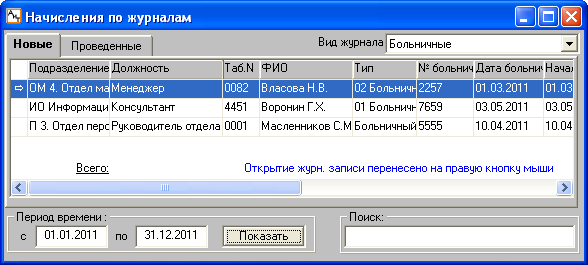 Начисления по журналам
Новые Проведенные Вид журнала Больничные
Подразделение Должность Таб.N ФИО Тип № больнич Дата больнич Начал
ОМ 4. Отдел ма Менеджер 0082 Власова Н.В. 02 Больничн 2257 01.03.2011 01.03
ИО Информаци Консультант 4451 Воронин Г.Х. 01 Больничн 7659 03.05.2011 03.05
П 3. Отдел перс Руководитель отдела 0001 Масленников С.М Больничный 5555 10.04.2011 10.04
Всего: Открытие журн. записи перенесено на правую кнопку мыши
Период времени : Поиск:
с 01.01.2011 по 31.12.2011 Показать